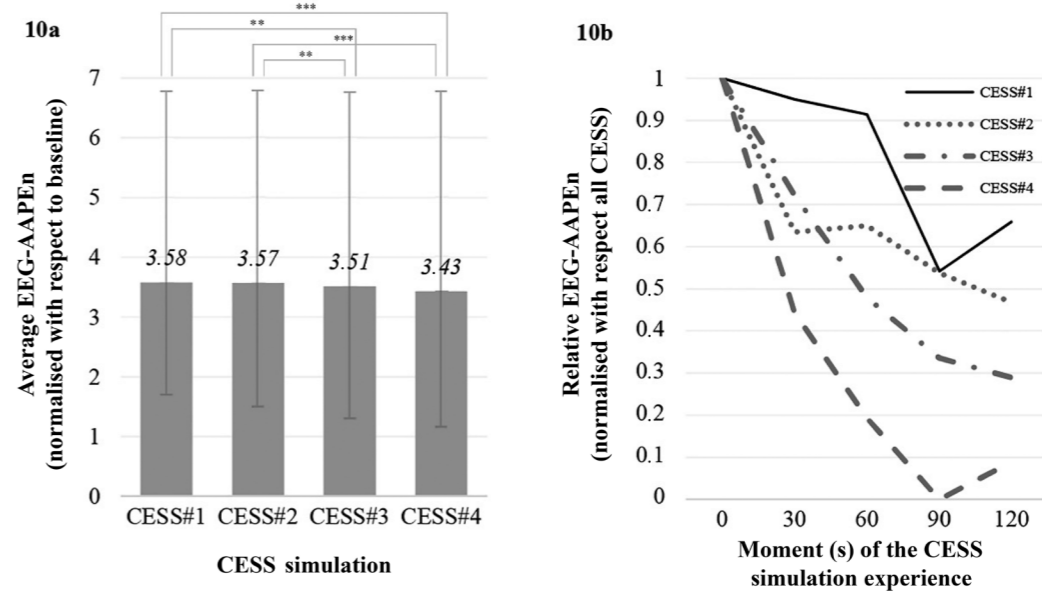 10a
***
**
***
**
7
6
5
4
3
2
1
0
3.58
3.57
3.51
3.43
Average EEG-AAPEn
(normalised with respect to baseline)
CESS#1
CESS#2
CESS#3
CESS#4
CESS simulation
10b
1
0.9
0.8
0.7
0.6
0.5
0.4
0.3
0.2
0.1
0
CESS#1
CESS#2
CESS#3
CESS#4
Relative EEG-AAPEn
(normalised with respect all CESS)
0
30
60
90
120
Moment (s) of the CESS
simulation experience